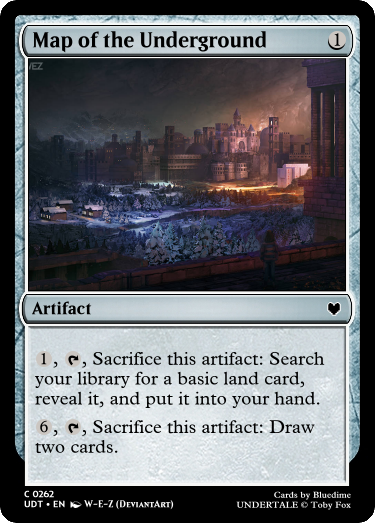 Map of the Underground 1
VEZ
Artifact
1, T, Sacrifice this artifact: Search
your library for a basic land card,
reveal it, and put it into your hand.
6, T, Sacrifice this artifact: Draw
two cards.
C 0262
UDT • EN W-E-Z (DeviantArt)
Cards by Bluedime
UNDERTALE © Toby Fox